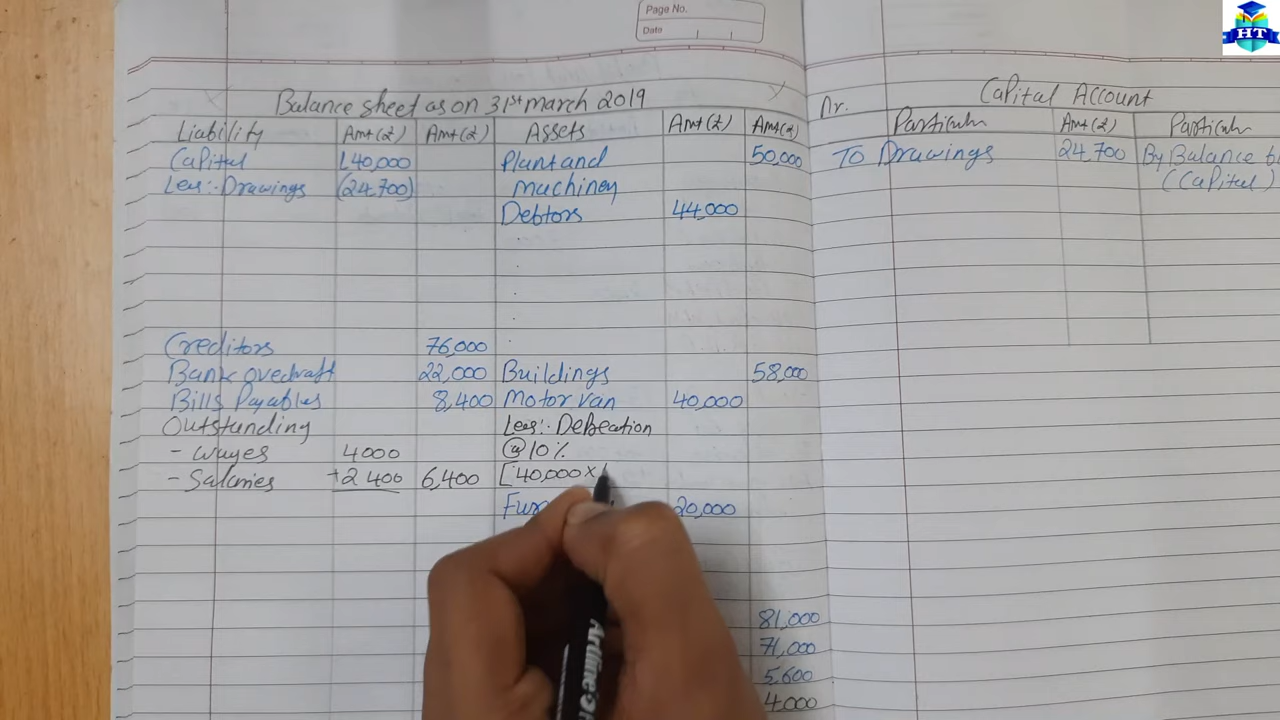 Page No.
Date
HT
Balance sheet as on 31st march 2019
Liability Amt(₹) Amt(₹) Assets Amt(₹) Amt(₹)
Capital 1,40,000 Plant and 50,000
Less:- Drawings (24,700) machinery
Debtors 44,000
Creditors 76,000
Bank overdraft 22,000 Buildings 58,000
Bills Payables 8,400 Motor van 40,000
Outstanding Less:-
- wages 4000 @10%
- Salaries +2400 6,400 [40,000×
20,000
81,000
71,000
5,600
4,000
Dr. Capital Account
Particular Amt(₹) Particular
To Drawings 24,700 By Balance
(Capital)
Artline